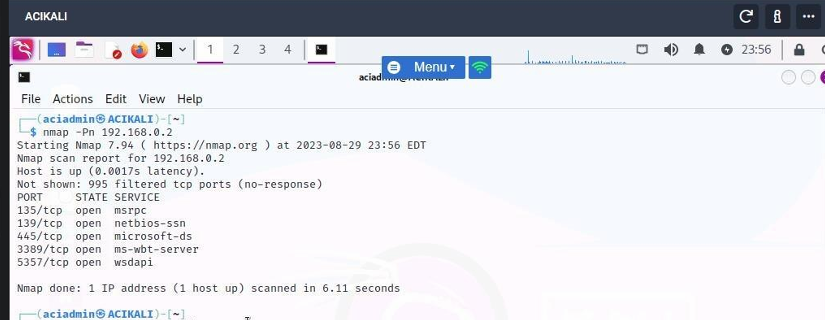 ACIKALI
1 2 3 4
23:56
Menu
File Actions Edit View Help
(aciadmin㉿ACIKALI)-[~]
$ nmap -Pn 192.168.0.2
Starting Nmap 7.94 ( https://nmap.org ) at 2023-08-29 23:56 EDT
Nmap scan report for 192.168.0.2
Host is up (0.0017s latency).
Not shown: 995 filtered tcp ports (no-response)
PORT STATE SERVICE
135/tcp open msrpc
139/tcp open netbios-ssn
445/tcp open microsoft-ds
3389/tcp open ms-wbt-server
5357/tcp open wsdapi
Nmap done: 1 IP address (1 host up) scanned in 6.11 seconds
(aciadmin㉿ACIKALI)-[~]